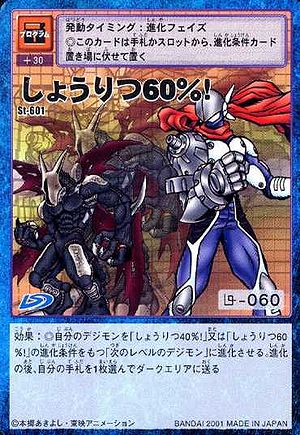 プログラム
+30
発動タイミング：進化フェイズ
◎このカードは手札かスロットから、進化条件カード
置き場に伏せて置く
しょうりつ60%!
St-601
-060
効果：◎自分のデジモンを「しょうりつ40%!」又は「しょうりつ60
%!」の進化条件をもつ「次のレベルのデジモン」に進化させる。進化
の後、自分の手札を1枚選んでダークエリアに送る
©本郷あきよし・東映アニメーション
BANDAI 2001 MADE IN JAPAN